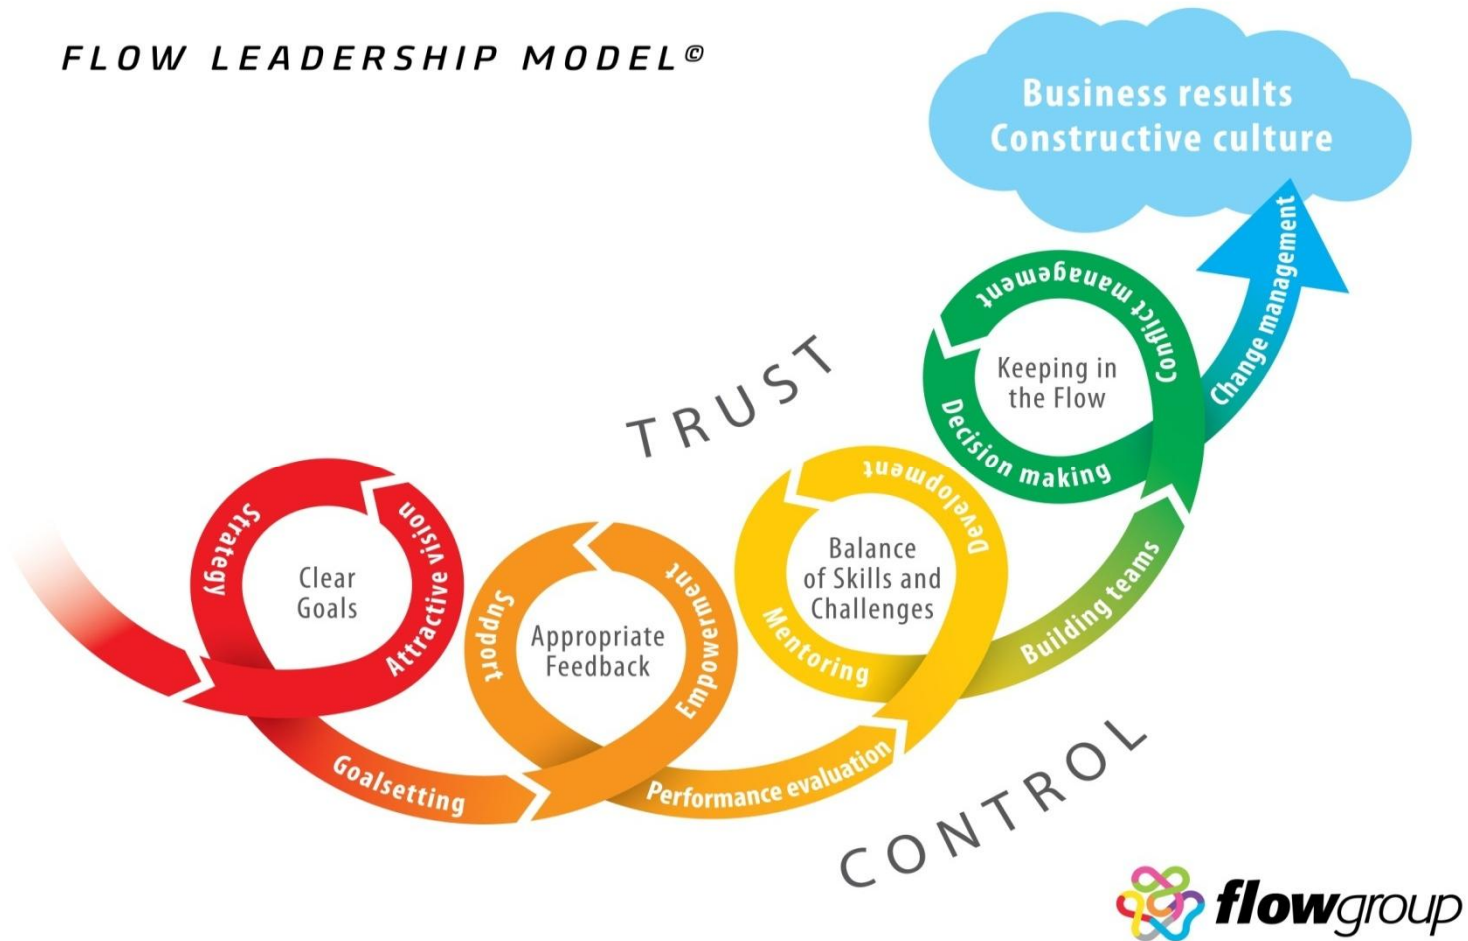 FLOW LEADERSHIP MODEL©
Business results
Constructive culture
Attractive vision
Strategy
Clear
Goals
Goalsetting
Empowerment
Support
Appropriate
Feedback
Performance evaluation
Development
Mentoring
Balance
of Skills and
Challenges
Building teams
Conflict management
Decision making
Keeping in
the Flow
Change management
TRUST
CONTROL
flowgroup